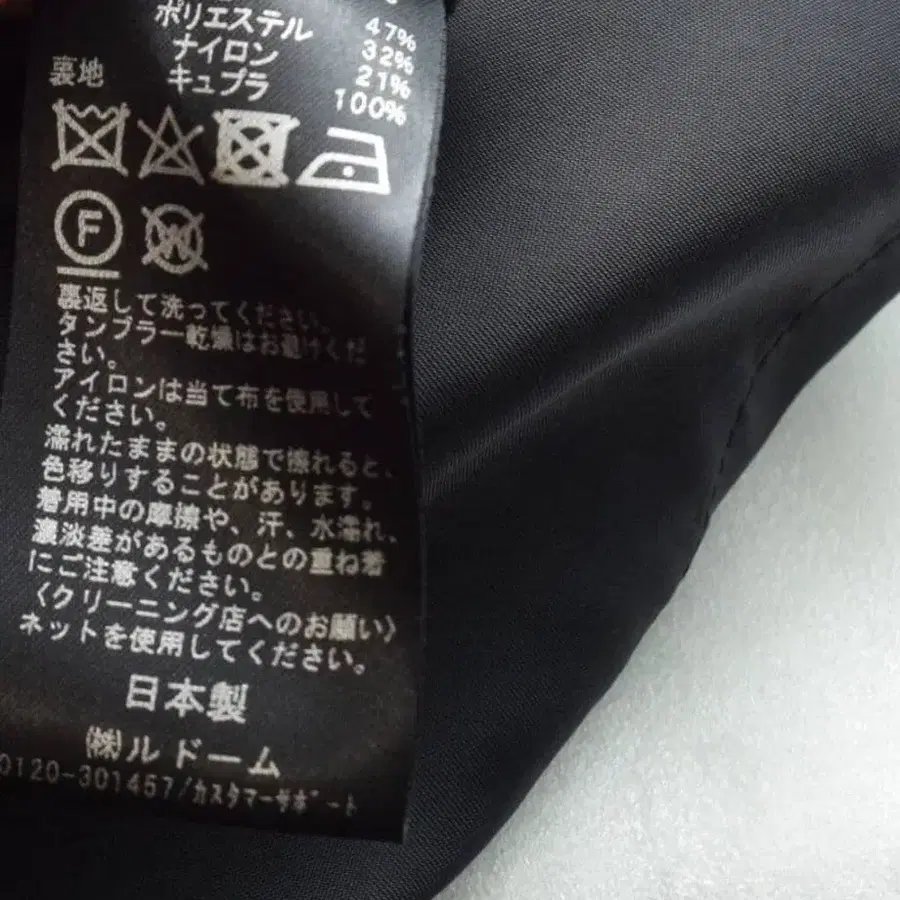 ポリエステル 47%
ナイロン 32%
キュプラ 21%
裏地 100%
F
W
裏返して洗ってください。
タンブラー乾燥はお避けくだ
さい。
アイロンは当て布を使用して
ください。
濡れたままの状態で擦れると、
色移りすることがあります。
着用中の摩擦や、汗、水濡れ、
濃淡差があるものとの重ね着
にご注意ください。
〈クリーニング店へのお願い〉
ネットを使用してください。
日本製
㈱ルドーム
0120-301457/カスタマーサポート